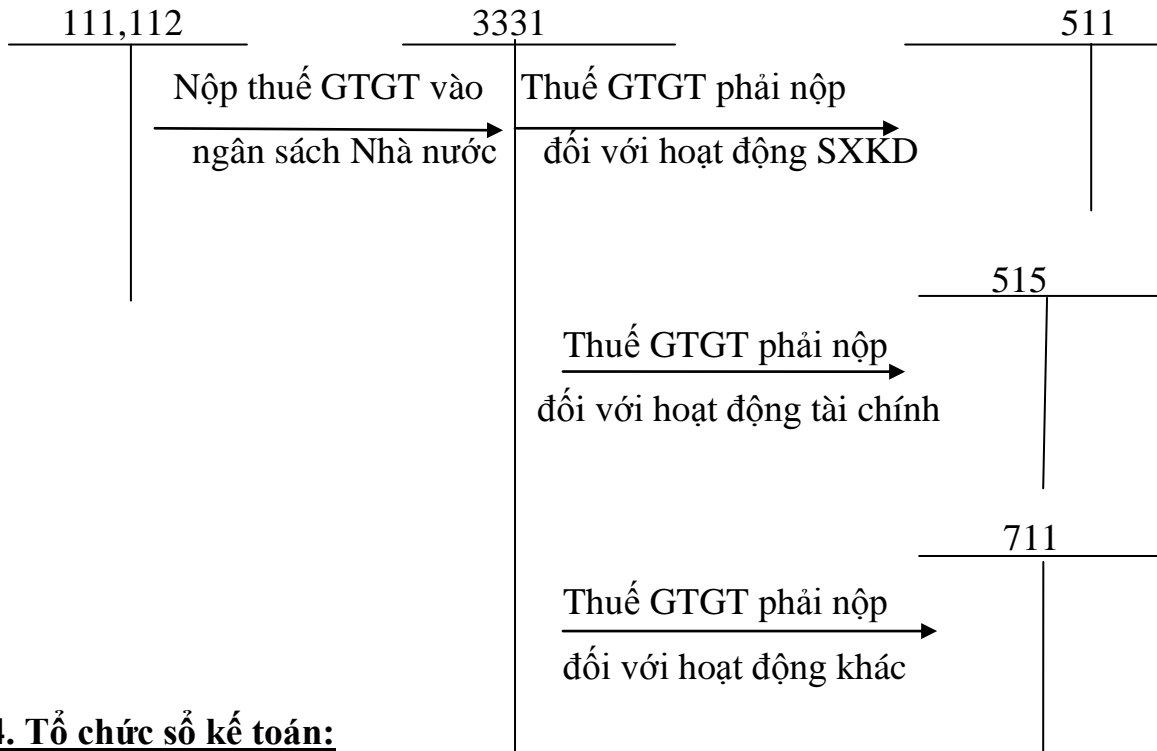 111,112
3331
511
Nộp thuế GTGT vào
ngân sách Nhà nước
Thuế GTGT phải nộp
đối với hoạt động SXKD
515
Thuế GTGT phải nộp
đối với hoạt động tài chính
711
Thuế GTGT phải nộp
đối với hoạt động khác
4. Tổ chức sổ kế toán: